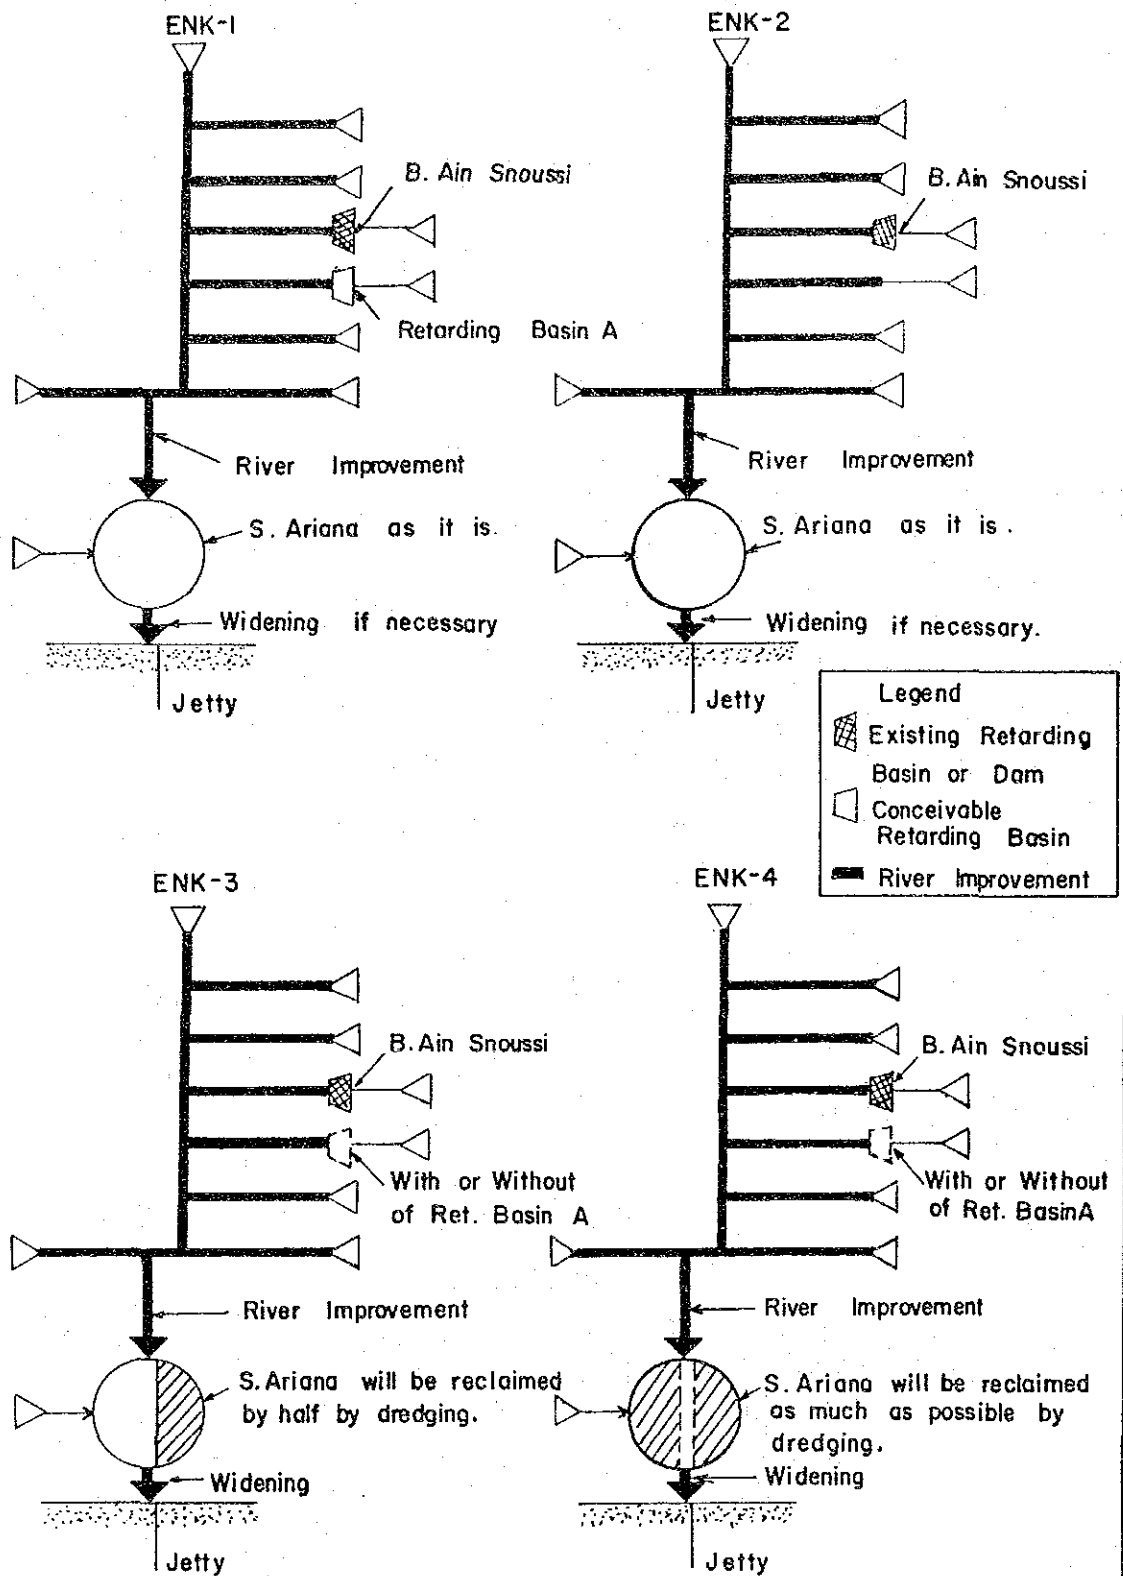 ENK-1
B. Ain Snoussi
Retarding Basin A
River Improvement
S. Ariana as it is.
Widening if necessary
Jetty
ENK-2
B. Ain Snoussi
River Improvement
S. Ariana as it is.
Widening if necessary.
Jetty
Legend
Existing Retarding
Basin or Dam
Conceivable
Retarding Basin
River Improvement
ENK-3
B. Ain Snoussi
With or Without
of Ret. Basin A
River Improvement
S. Ariana will be reclaimed
by half by dredging.
Widening
Jetty
ENK-4
B. Ain Snoussi
With or Without
of Ret. Basin A
River Improvement
S. Ariana will be reclaimed
as much as possible by
dredging.
Widening
Jetty